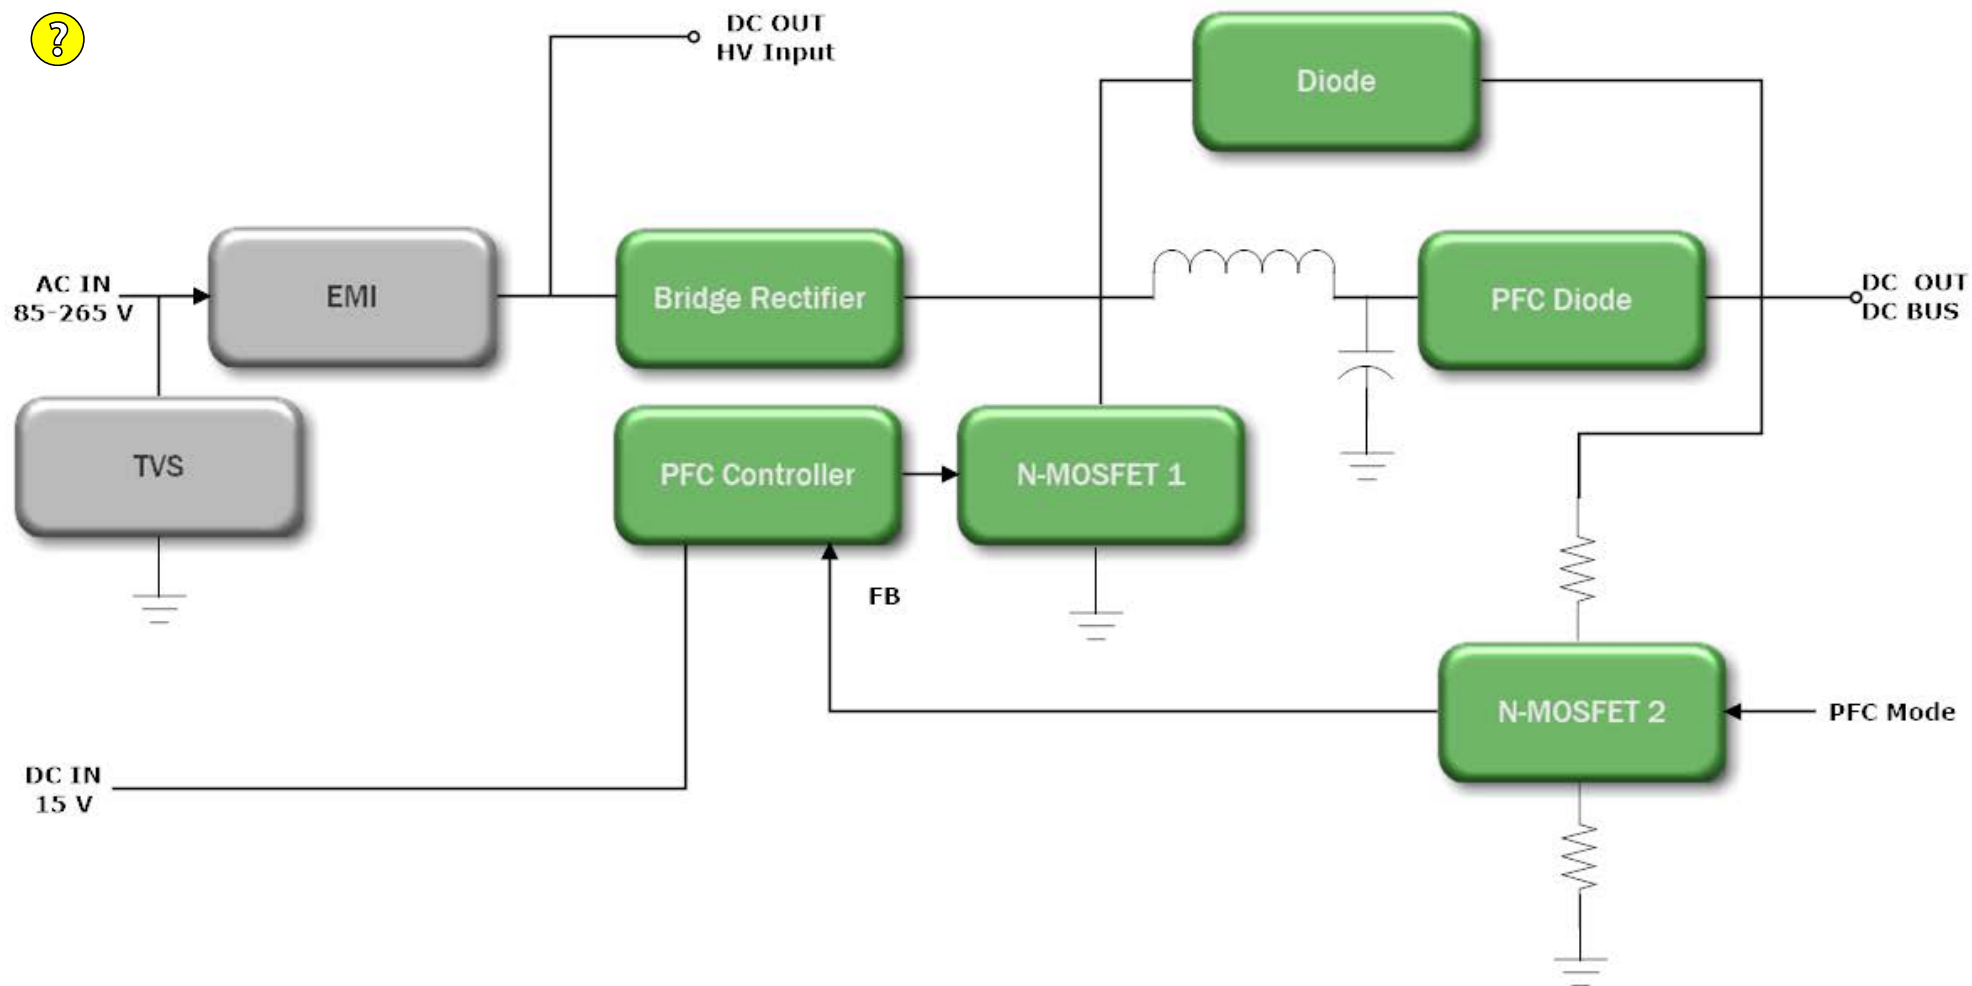 ?
DC OUT
HV Input
Diode
AC IN
85-265 V
EMI
Bridge Rectifier
PFC Diode
DC OUT
DC BUS
TVS
PFC Controller
N-MOSFET 1
FB
N-MOSFET 2
PFC Mode
DC IN
15 V